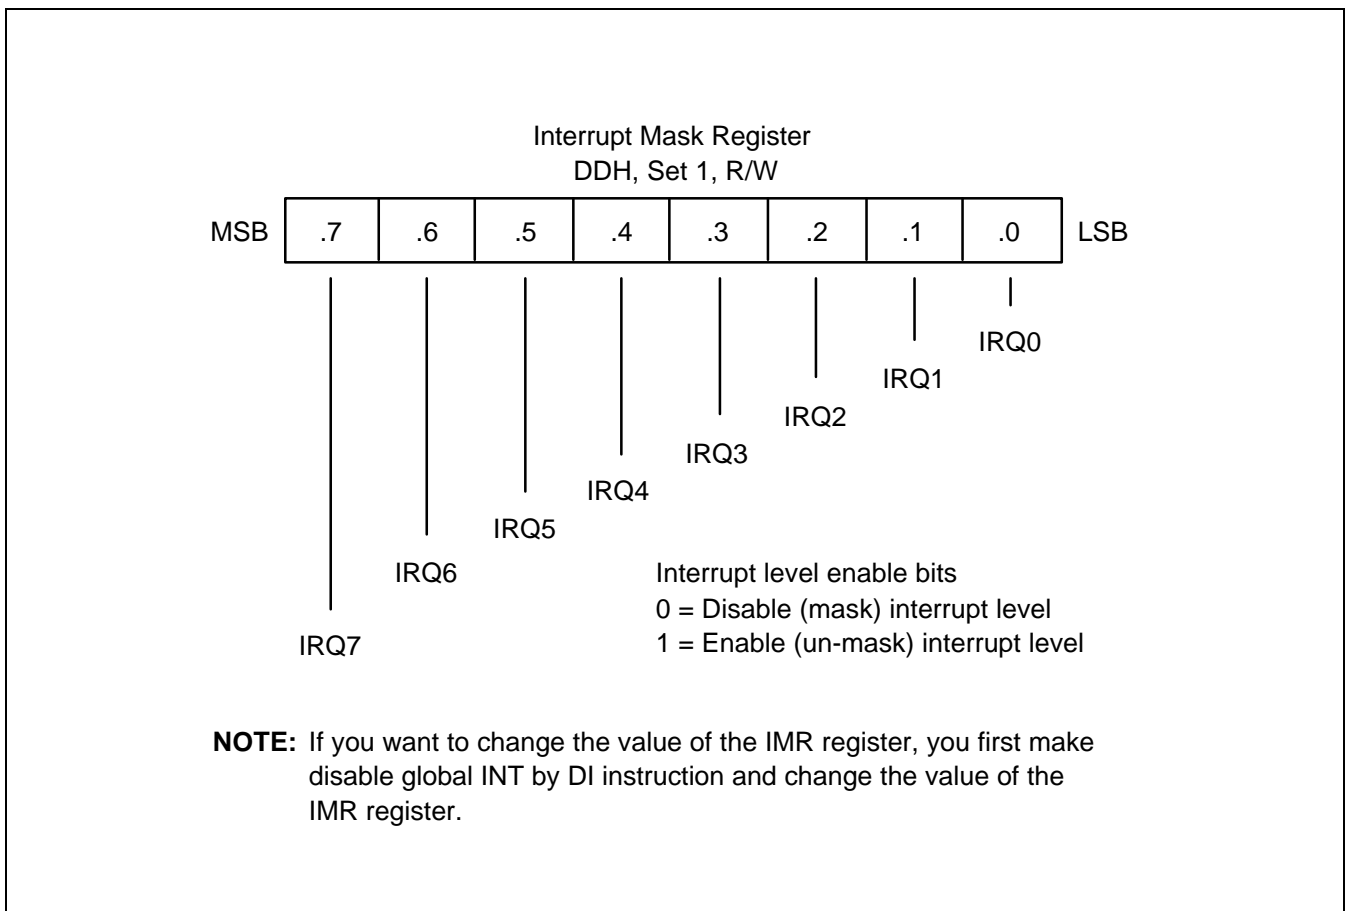 Interrupt Mask Register
DDH, Set 1, R/W
MSB .7 .6 .5 .4 .3 .2 .1 .0 LSB
IRQ0
IRQ1
IRQ2
IRQ3
IRQ4
IRQ5
IRQ6
IRQ7
Interrupt level enable bits
0 = Disable (mask) interrupt level
1 = Enable (un-mask) interrupt level
NOTE: If you want to change the value of the IMR register, you first make
disable global INT by DI instruction and change the value of the
IMR register.